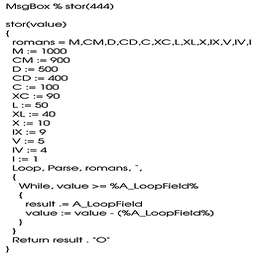 MsgBox % stor(444)
stor(value)
{
romans = M,CM,D,CD,C,XC,L,XL,X,IX,V,IV,I
M := 1000
CM := 900
D := 500
CD := 400
C := 100
XC := 90
L := 50
XL := 40
X := 10
IX := 9
V := 5
IV := 4
I := 1
Loop, Parse, romans, `,
{
While, value >= %A_LoopField%
{
result .= A_LoopField
value := value - (%A_LoopField%)
}
}
Return result . "O"
}